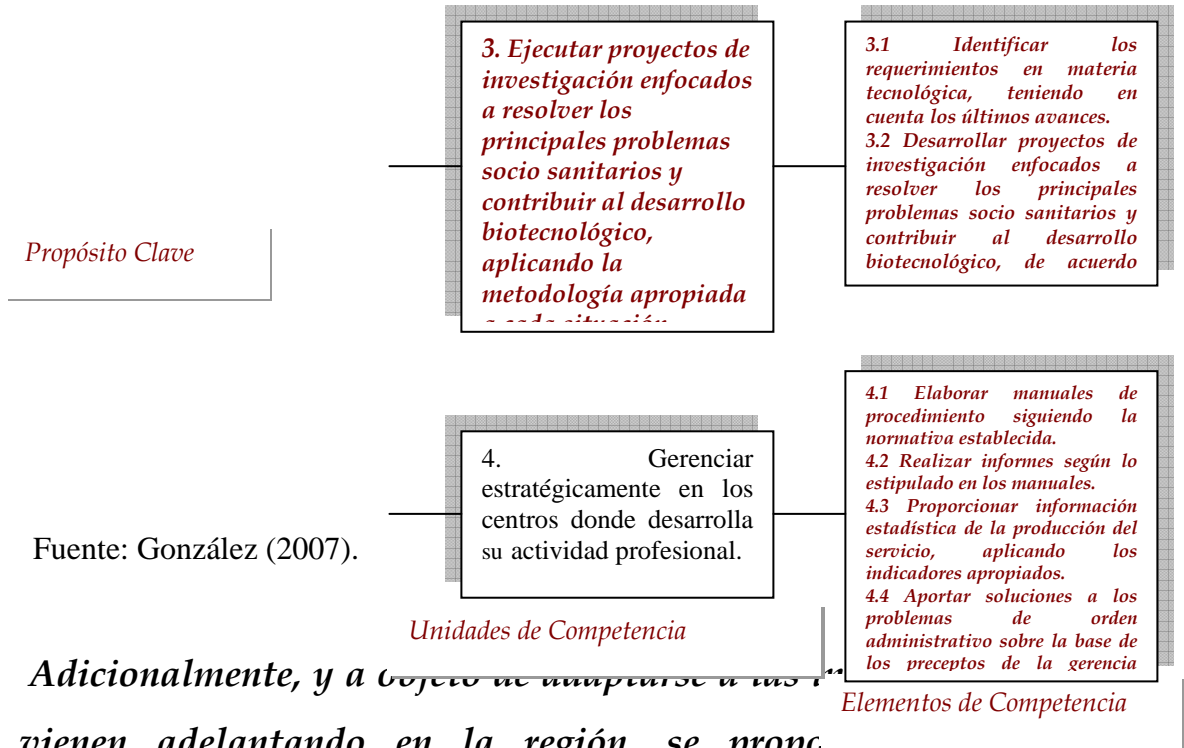 3. Ejecutar proyectos de
investigación enfocados
a resolver los
principales problemas
socio sanitarios y
contribuir al desarrollo
biotecnológico,
aplicando la
metodología apropiada
a cada situación
3.1 Identificar los
requerimientos en materia
tecnológica, teniendo en
cuenta los últimos avances.
3.2 Desarrollar proyectos de
investigación enfocados a
resolver los principales
problemas socio sanitarios y
contribuir al desarrollo
biotecnológico, de acuerdo
Propósito Clave
4. Gerenciar
estratégicamente en los
centros donde desarrolla
su actividad profesional.
4.1 Elaborar manuales de
procedimiento siguiendo la
normativa establecida.
4.2 Realizar informes según lo
estipulado en los manuales.
4.3 Proporcionar información
estadística de la producción del
servicio, aplicando los
indicadores apropiados.
4.4 Aportar soluciones a los
problemas de orden
administrativo sobre la base de
los preceptos de la gerencia
Fuente: González (2007).
Unidades de Competencia
Elementos de Competencia
Adicionalmente, y a objeto de adaptarse a las
vienen adelantando en la región, se